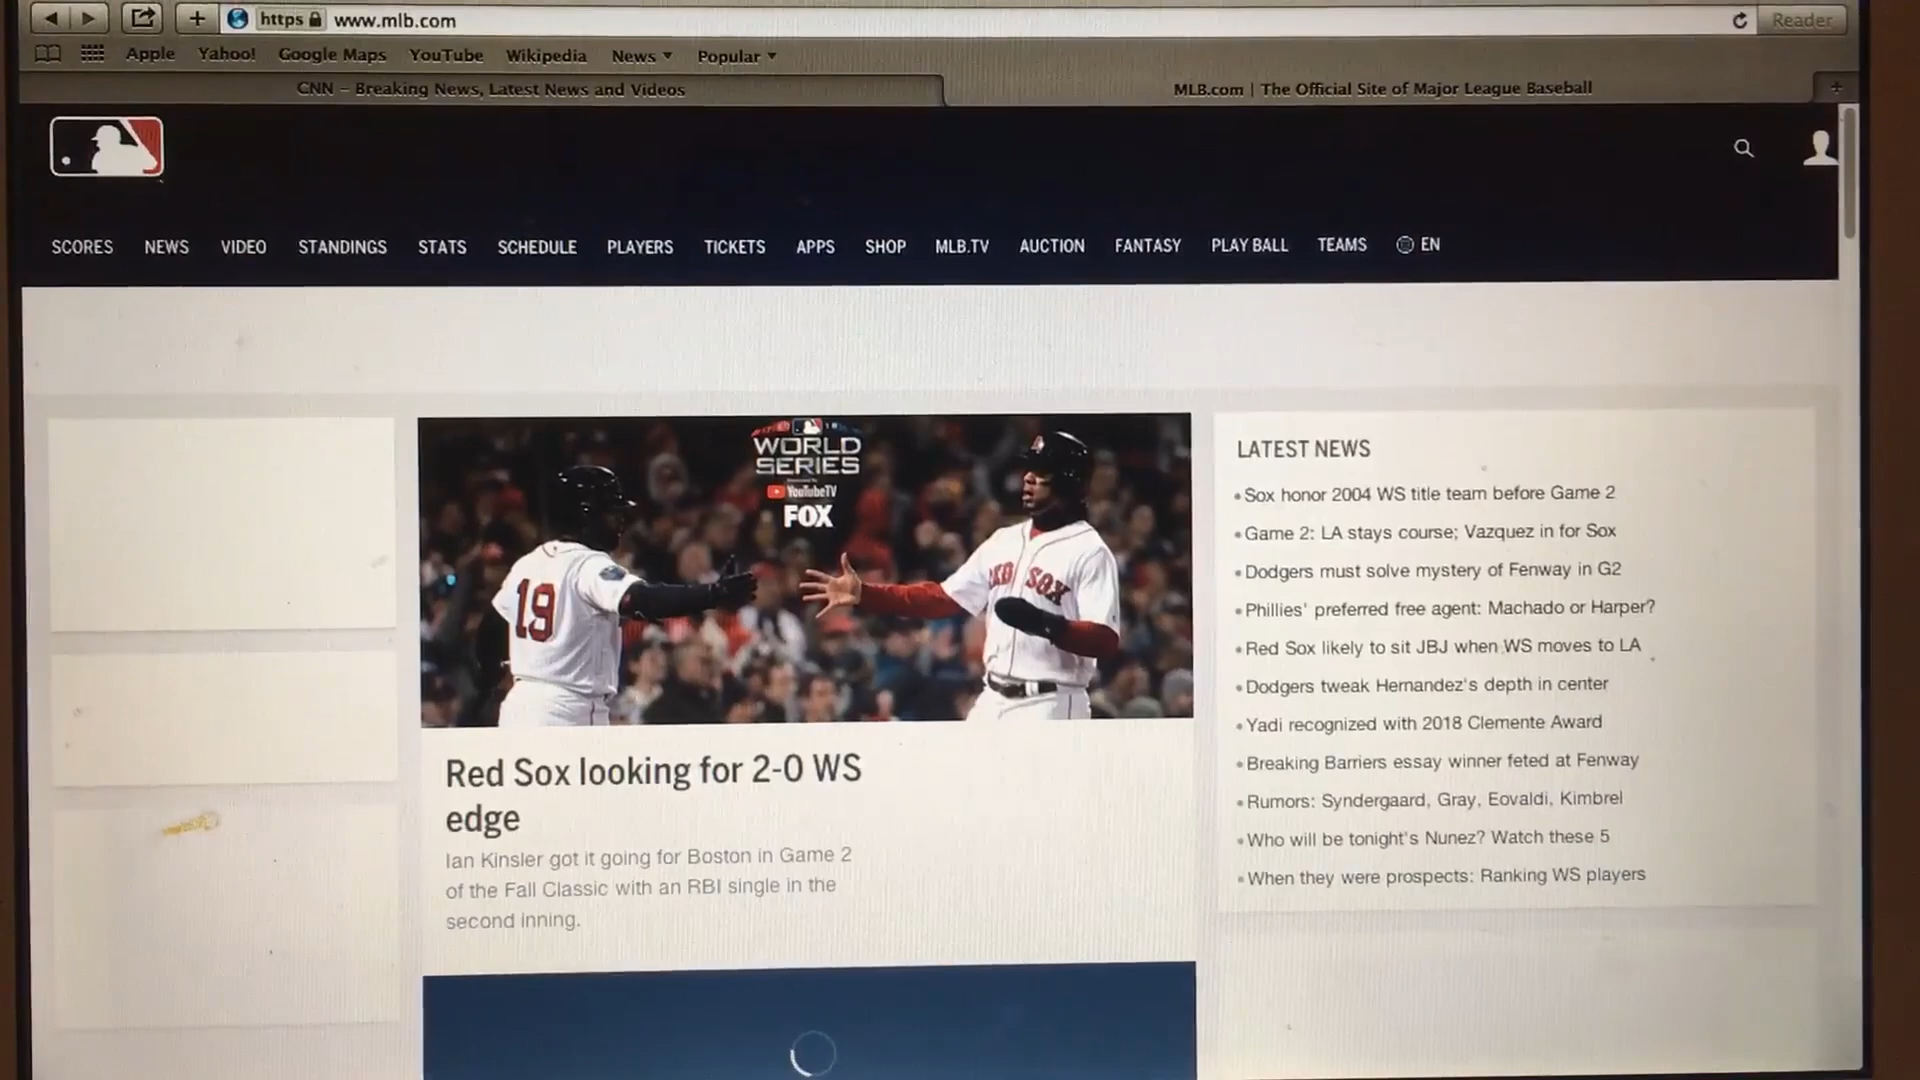 https www.mlb.com Reader
Apple Yahoo! Google Maps YouTube Wikipedia News Popular
CNN – Breaking News, Latest News and Videos
MLB.com | The Official Site of Major League Baseball
SCORES NEWS VIDEO STANDINGS STATS SCHEDULE PLAYERS TICKETS APPS SHOP MLB.TV AUCTION FANTASY PLAY BALL TEAMS EN
WORLD
SERIES
YouTubeTV
FOX
19
RED SOX
Red Sox looking for 2-0 WS
edge
Ian Kinsler got it going for Boston in Game 2
of the Fall Classic with an RBI single in the
second inning.
LATEST NEWS
Sox honor 2004 WS title team before Game 2
Game 2: LA stays course; Vazquez in for Sox
Dodgers must solve mystery of Fenway in G2
Phillies' preferred free agent: Machado or Harper?
Red Sox likely to sit JBJ when WS moves to LA
Dodgers tweak Hernandez's depth in center
Yadi recognized with 2018 Clemente Award
Breaking Barriers essay winner feted at Fenway
Rumors: Syndergaard, Gray, Eovaldi, Kimbrel
Who will be tonight's Nunez? Watch these 5
When they were prospects: Ranking WS players